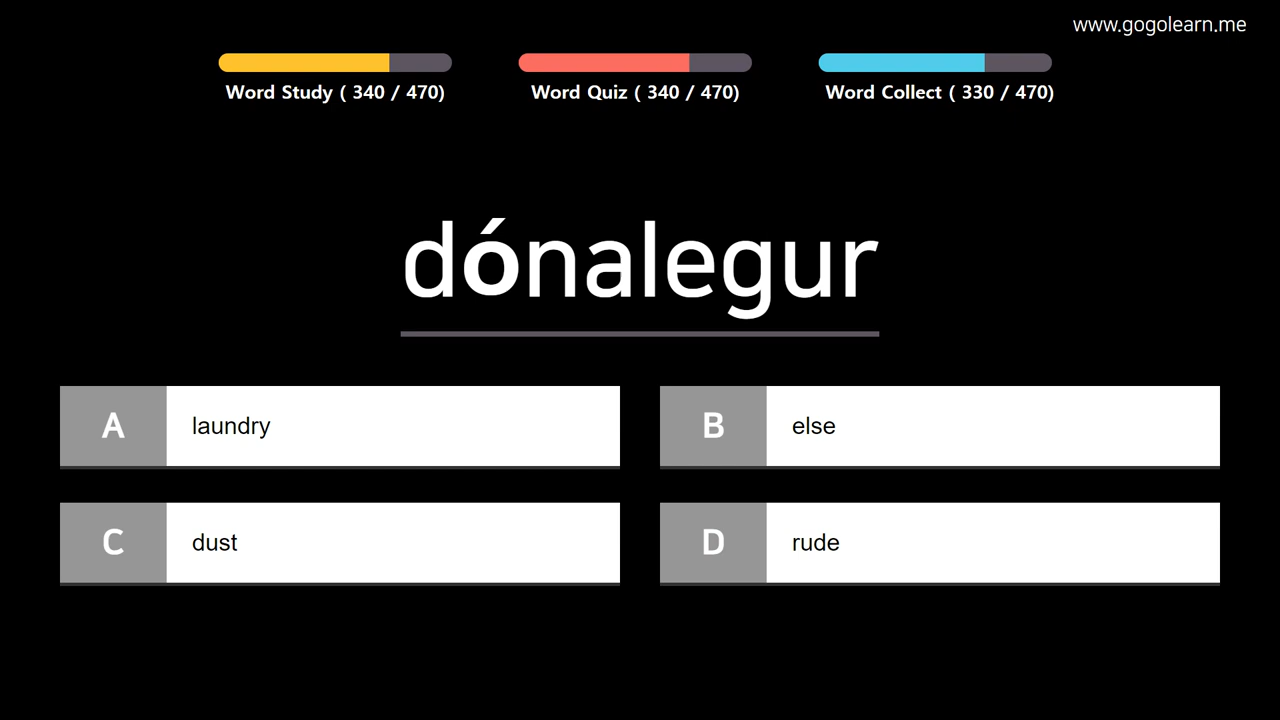 www.gogolearn.me
Word Study ( 340 / 470)
Word Quiz ( 340 / 470)
Word Collect ( 330 / 470)
dónalegur
A laundry
B else
C dust
D rude